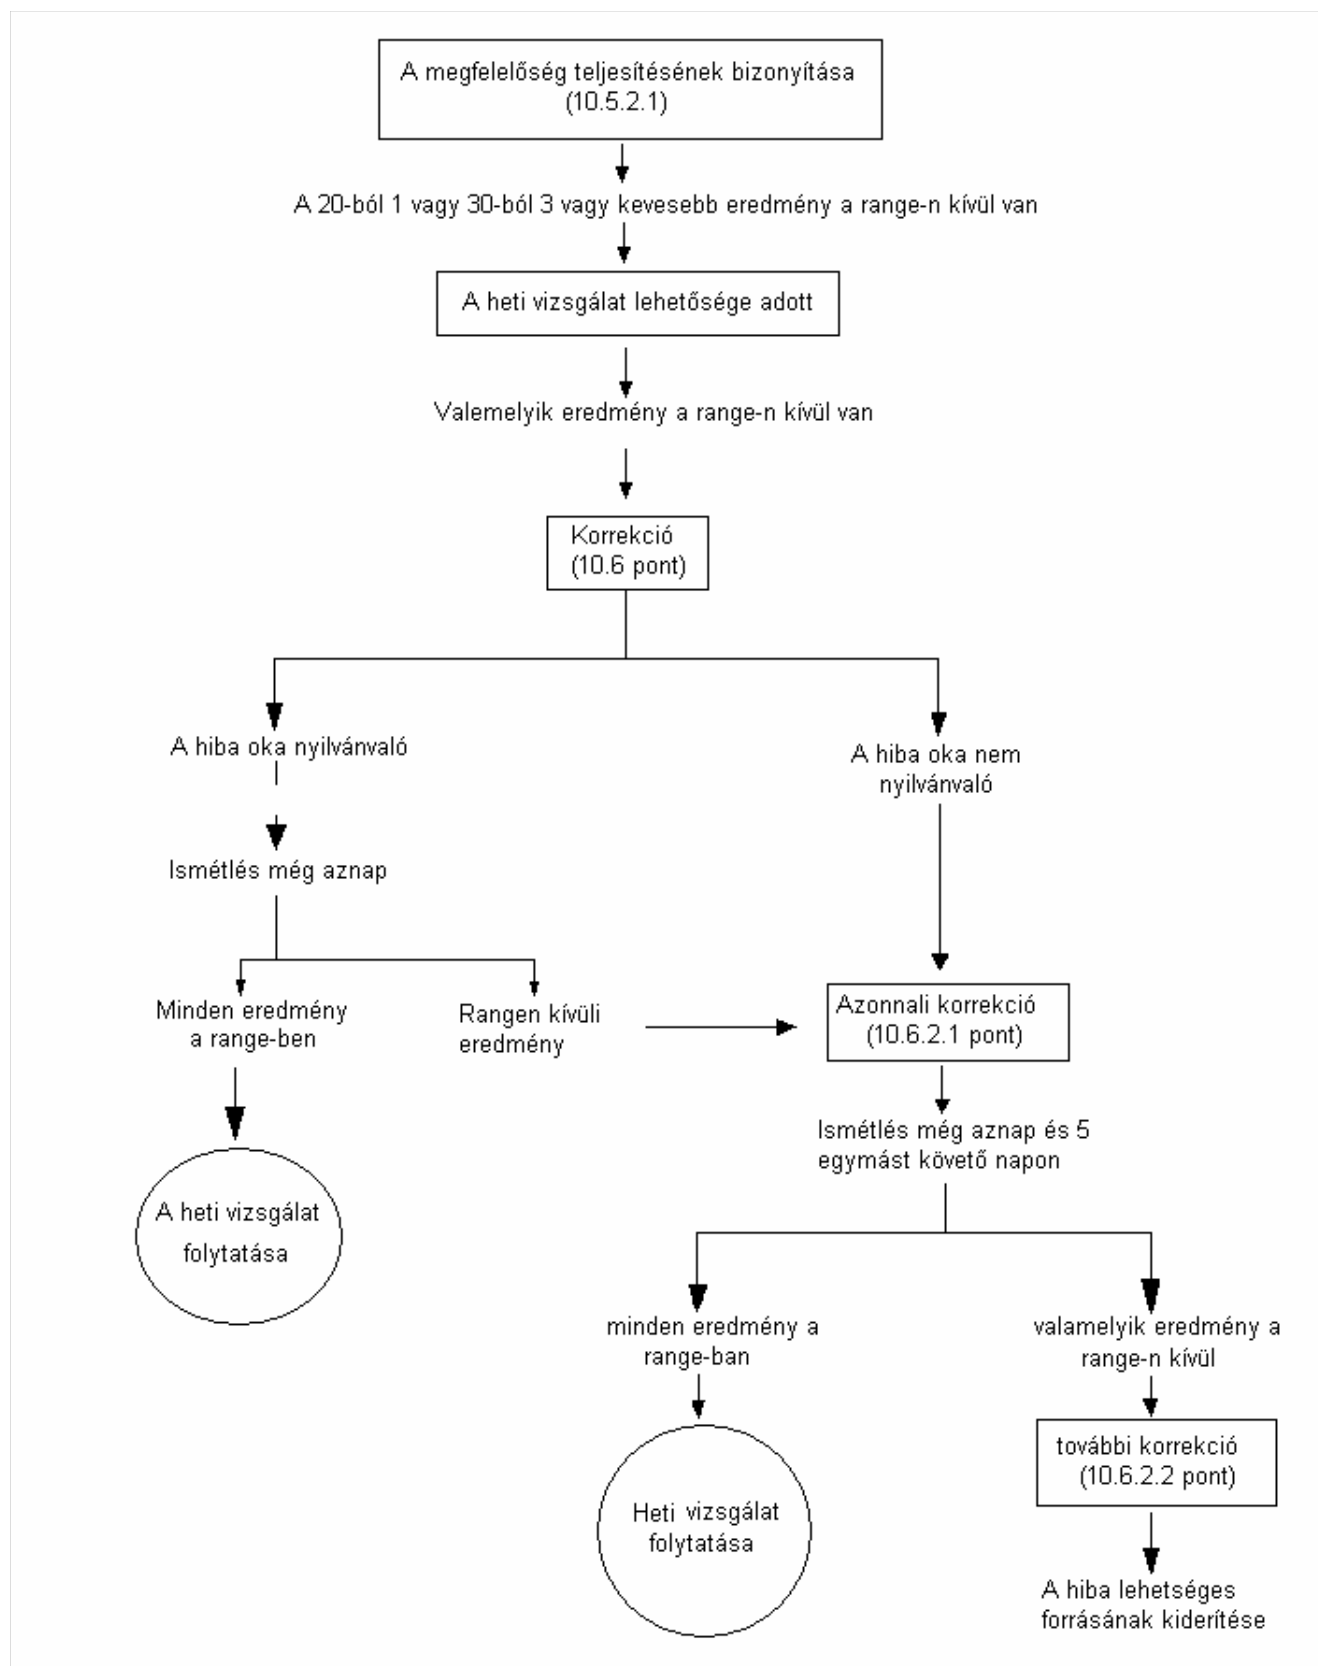 A megfelelőség teljesítésének bizonyítása
(10.5.2.1)
A 20-ból 1 vagy 30-ból 3 vagy kevesebb eredmény a range-n kívül van
A heti vizsgálat lehetősége adott
Valemelyik eredmény a range-n kívül van
Korrekció
(10.6 pont)
A hiba oka nyilvánvaló
A hiba oka nem
nyilvánvaló
Ismétlés még aznap
Minden eredmény
a range-ben
Rangen kívüli
eredmény
Azonnali korrekció
(10.6.2.1 pont)
Ismétlés még aznap és 5
egymást követő napon
A heti vizsgálat
folytatása
minden eredmény a
range-ban
valamelyik eredmény a
range-n kívül
további korrekció
(10.6.2.2 pont)
Heti vizsgálat
folytatása
A hiba lehetséges
forrásának kiderítése